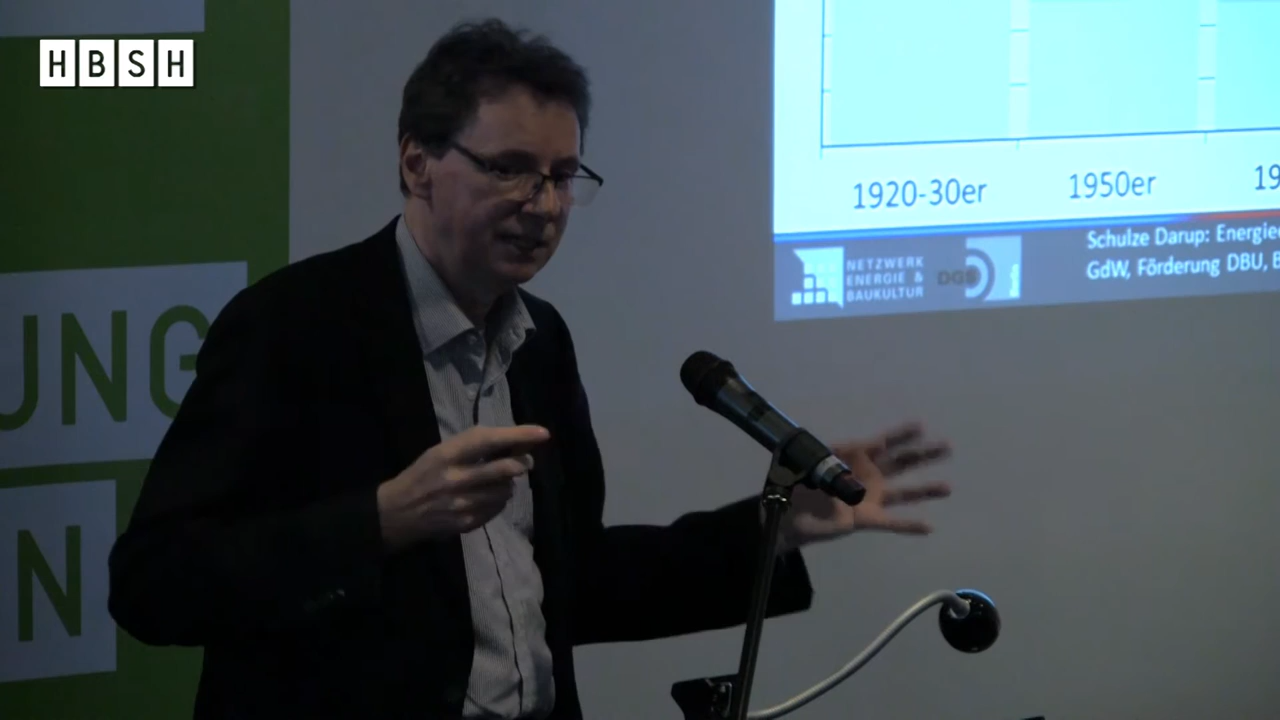 HBSH
UNG
N
1920-30er
1950er
19
NETZWERK
ENERGIE &
BAUKULTUR
DGS
Schulze Darup: Energie
GdW, Förderung DBU, B